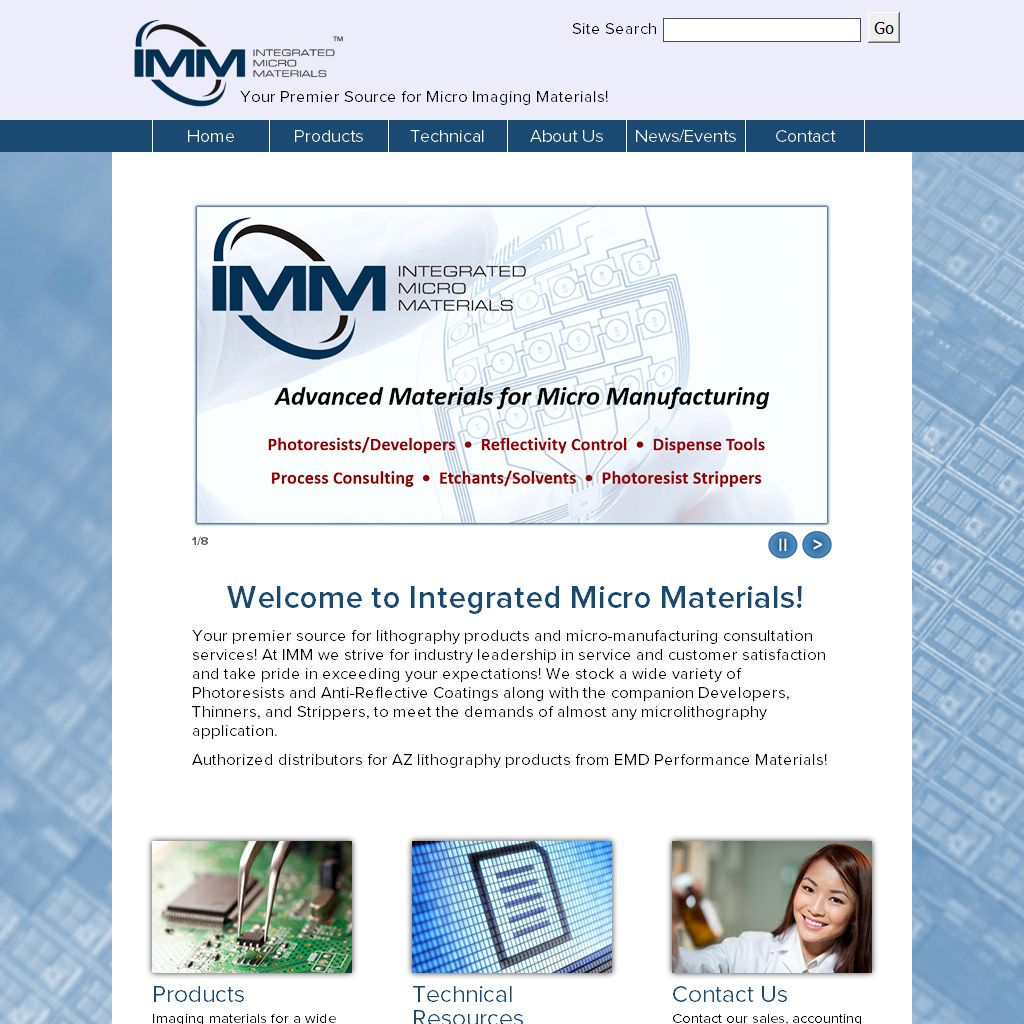 IMM INTEGRATED MICRO MATERIALS ™
Your Premier Source for Micro Imaging Materials!
Site Search Go
Home Products Technical About Us News/Events Contact
IMM INTEGRATED MICRO MATERIALS
Advanced Materials for Micro Manufacturing
Photoresists/Developers • Reflectivity Control • Dispense Tools
Process Consulting • Etchants/Solvents • Photoresist Strippers
1/8
Welcome to Integrated Micro Materials!
Your premier source for lithography products and micro-manufacturing consultation
services! At IMM we strive for industry leadership in service and customer satisfaction
and take pride in exceeding your expectations! We stock a wide variety of
Photoresists and Anti-Reflective Coatings along with the companion Developers,
Thinners, and Strippers, to meet the demands of almost any microlithography
application.
Authorized distributors for AZ lithography products from EMD Performance Materials!
Products
Imaging materials for a wide
Technical
Resources
Contact Us
Contact our sales, accounting